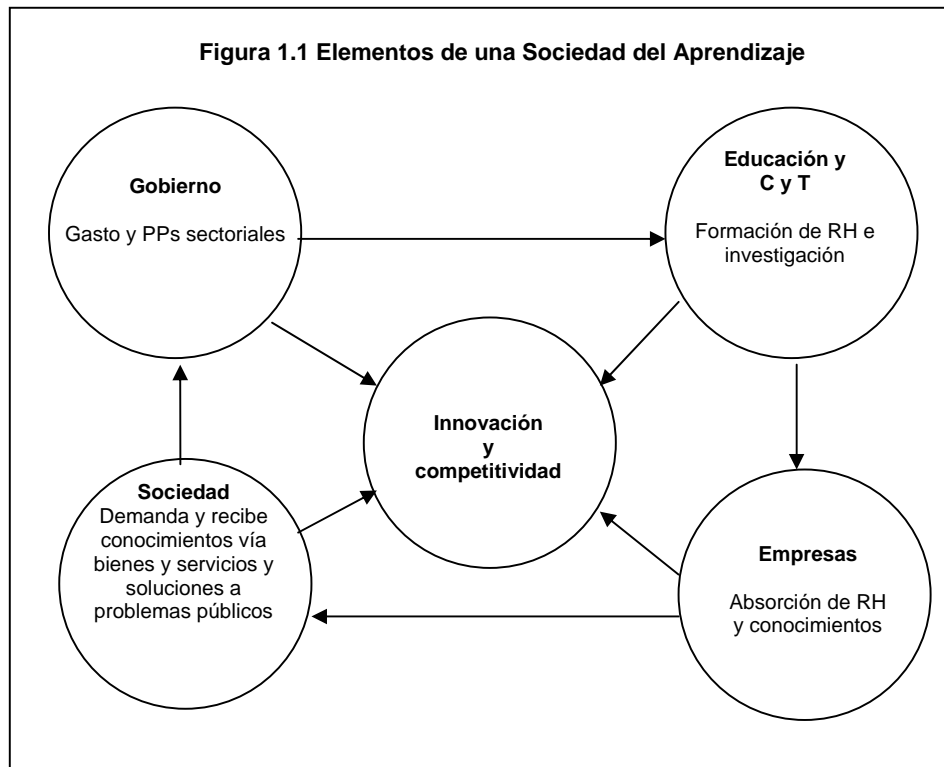 Figura 1.1 Elementos de una Sociedad del Aprendizaje
Gobierno
Gasto y PPs sectoriales
Educación y
C y T
Formación de RH e
investigación
Innovación
y
competitividad
Sociedad
Demanda y recibe
conocimientos vía
bienes y servicios y
soluciones a
problemas públicos
Empresas
Absorción de RH
y conocimientos